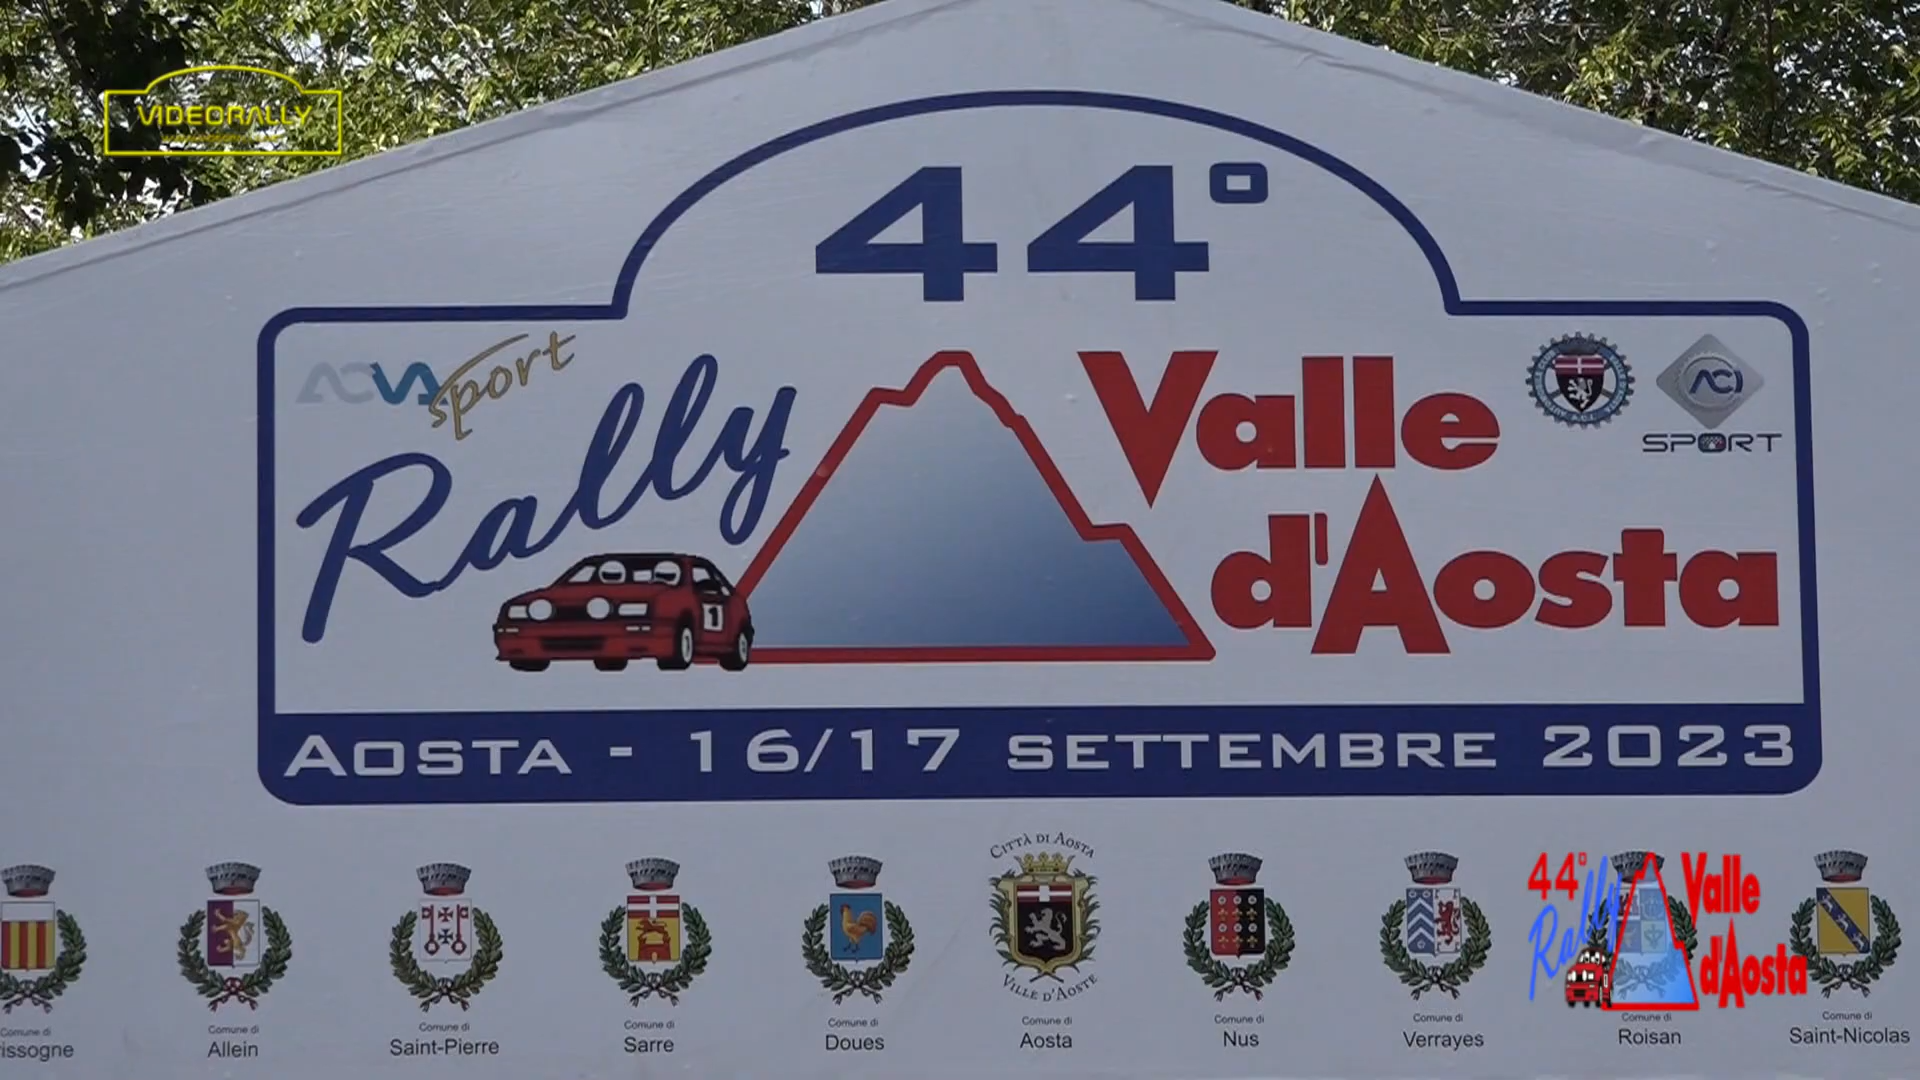 VIDEORALLY
44°
ACVA Sport
Rally
Valle
d'Aosta
ACI
SPORT
AOSTA - 16/17 SETTEMBRE 2023
CITTÀ DI AOSTA
VILLE D'AOSTE
Comune di
Comune di
Allein
Comune di
Saint-Pierre
Comune di
Sarre
Comune di
Doues
Comune di
Aosta
Comune di
Nus
Comune di
Verrayes
Comune di
Roisan
Comune di
Saint-Nicolas
44° Rally Valle d'Aosta